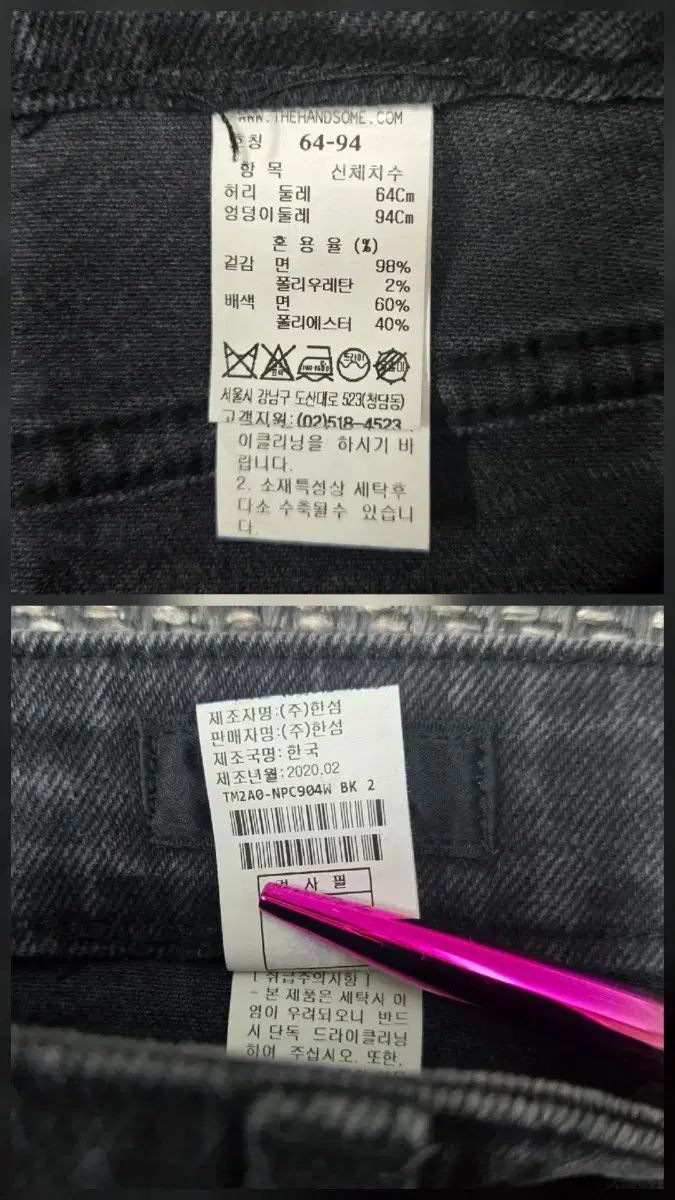 WWW.THEHANDSOME.COM
호칭 64-94
항 목 신체치수
허리 둘레 64Cm
엉덩이둘레 94Cm
혼 용 율 (%)
겉감 면 98%
폴리우레탄 2%
배색 면 60%
폴리에스터 40%
드라이
서울시 강남구 도산대로 523(청담동)
고객지원:(02)518-4523
이클리닝을 하시기 바
랍니다.
2. 소재특성상 세탁후
다소 수축될수 있습니
다.
제조자명:(주)한섬
판매자명:(주)한섬
제조국명:한국
제조년월:2020.02
TM2A0-NPC904W BK 2
검 사 필
[ 취급주의사항 ]
- 본 제품은 세탁시 이
염이 우려되오니 반드
시 단독 드라이클리닝
하여 주십시오. 또한,